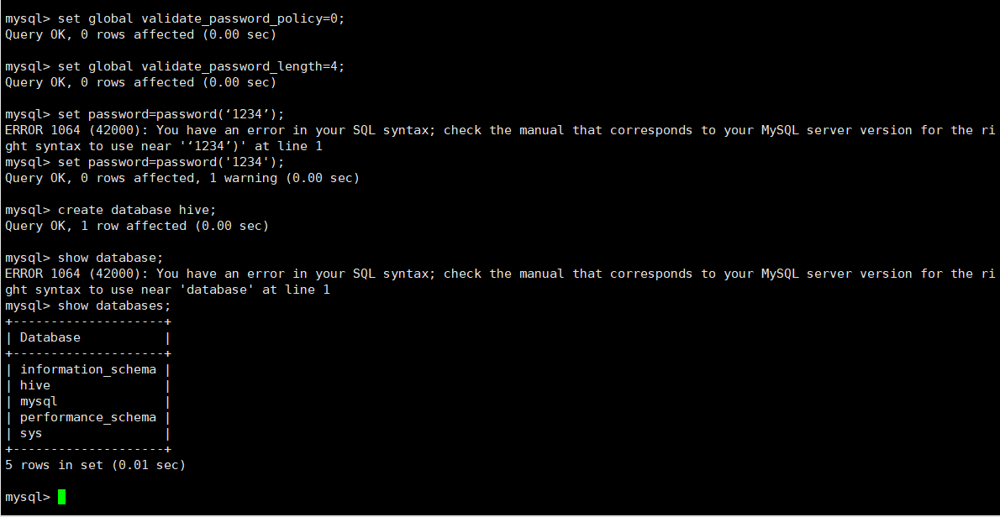 mysql> set global validate_password_policy=0;
Query OK, 0 rows affected (0.00 sec)
mysql> set global validate_password_length=4;
Query OK, 0 rows affected (0.00 sec)
mysql> set password=password(‘1234’);
ERROR 1064 (42000): You have an error in your SQL syntax; check the manual that corresponds to your MySQL server version for the ri
ght syntax to use near '‘1234’)' at line 1
mysql> set password=password('1234');
Query OK, 0 rows affected, 1 warning (0.00 sec)
mysql> create database hive;
Query OK, 1 row affected (0.00 sec)
mysql> show database;
ERROR 1064 (42000): You have an error in your SQL syntax; check the manual that corresponds to your MySQL server version for the ri
ght syntax to use near 'database' at line 1
mysql> show databases;
+--------------------+
| Database           |
+--------------------+
| information_schema |
| hive               |
| mysql              |
| performance_schema |
| sys                |
+--------------------+
5 rows in set (0.01 sec)
mysql>